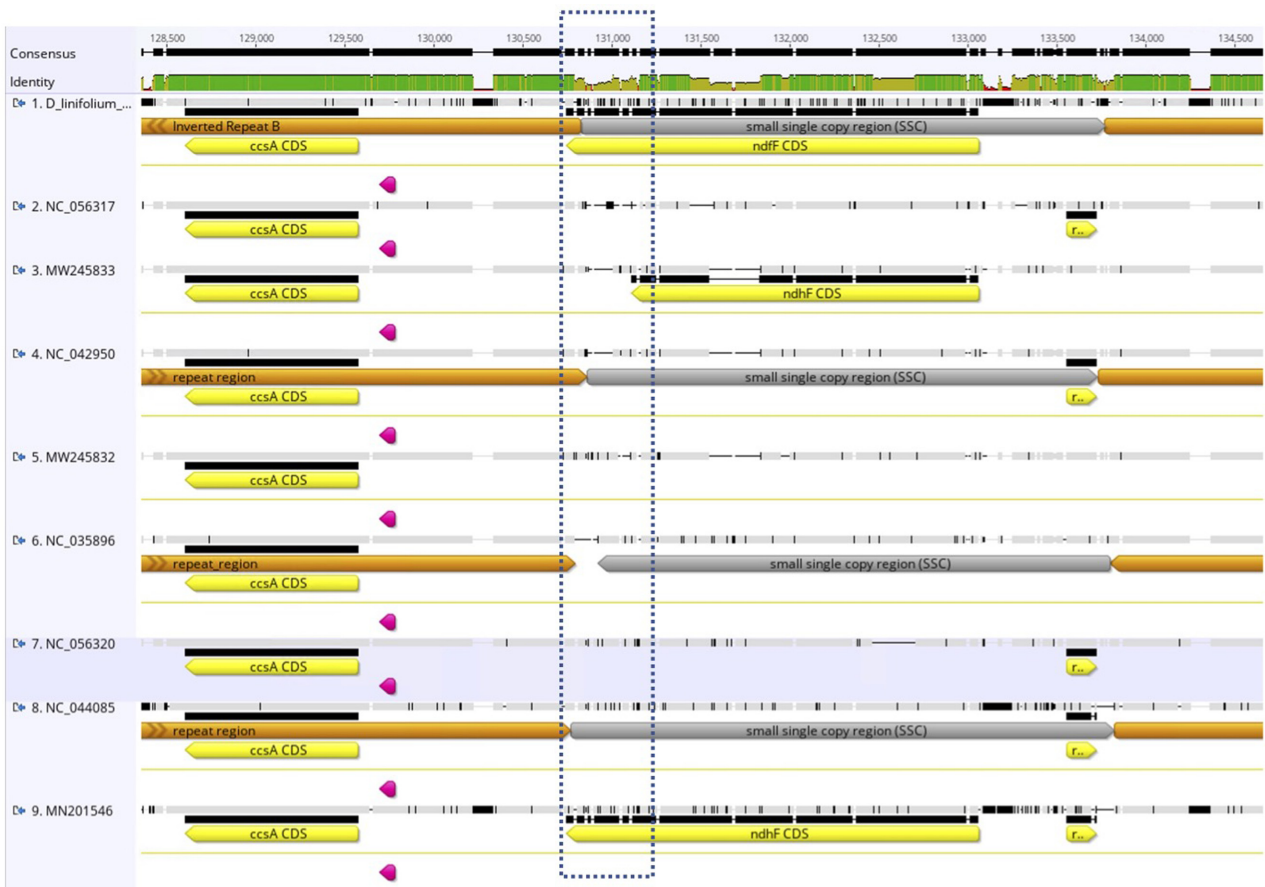 128,500 129,000 129,500 130,000 130,500 131,000 131,500 132,000 132,500 133,000 133,500 134,000 134,500
Consensus
Identity
1. D_linifolium_...
Inverted Repeat B small single copy region (SSC)
ccsA CDS ndfF CDS
2. NC_056317
ccsA CDS r..
3. MW245833
ccsA CDS ndhF CDS
4. NC_042950
repeat region small single copy region (SSC)
ccsA CDS r..
5. MW245832
ccsA CDS
6. NC_035896
repeat_region small single copy region (SSC)
ccsA CDS
7. NC_056320
ccsA CDS r..
8. NC_044085
repeat region small single copy region (SSC)
ccsA CDS r..
9. MN201546
ccsA CDS ndhF CDS r..